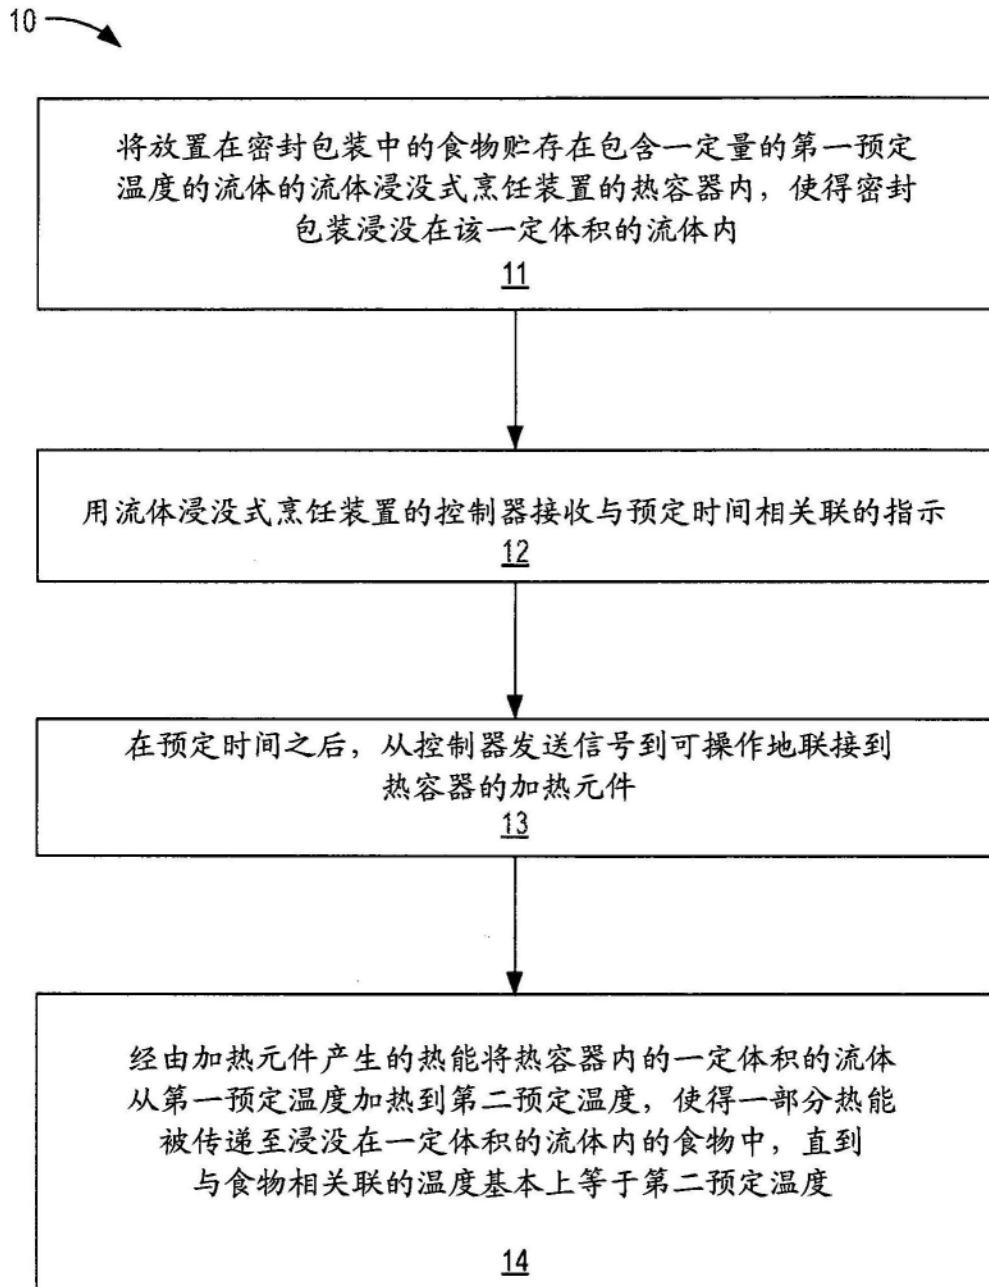 10
将放置在密封包装中的食物贮存在包含一定量的第一预定
温度的流体的流体浸没式烹饪装置的热容器内，使得密封
包装浸没在该一定体积的流体内
11
用流体浸没式烹饪装置的控制器接收与预定时间相关联的指示
12
在预定时间之后，从控制器发送信号到可操作地联接到
热容器的加热元件
13
经由加热元件产生的热能将热容器内的一定体积的流体
从第一预定温度加热到第二预定温度，使得一部分热能
被传递至浸没在一定体积的流体内的食物中，直到
与食物相关联的温度基本上等于第二预定温度
14